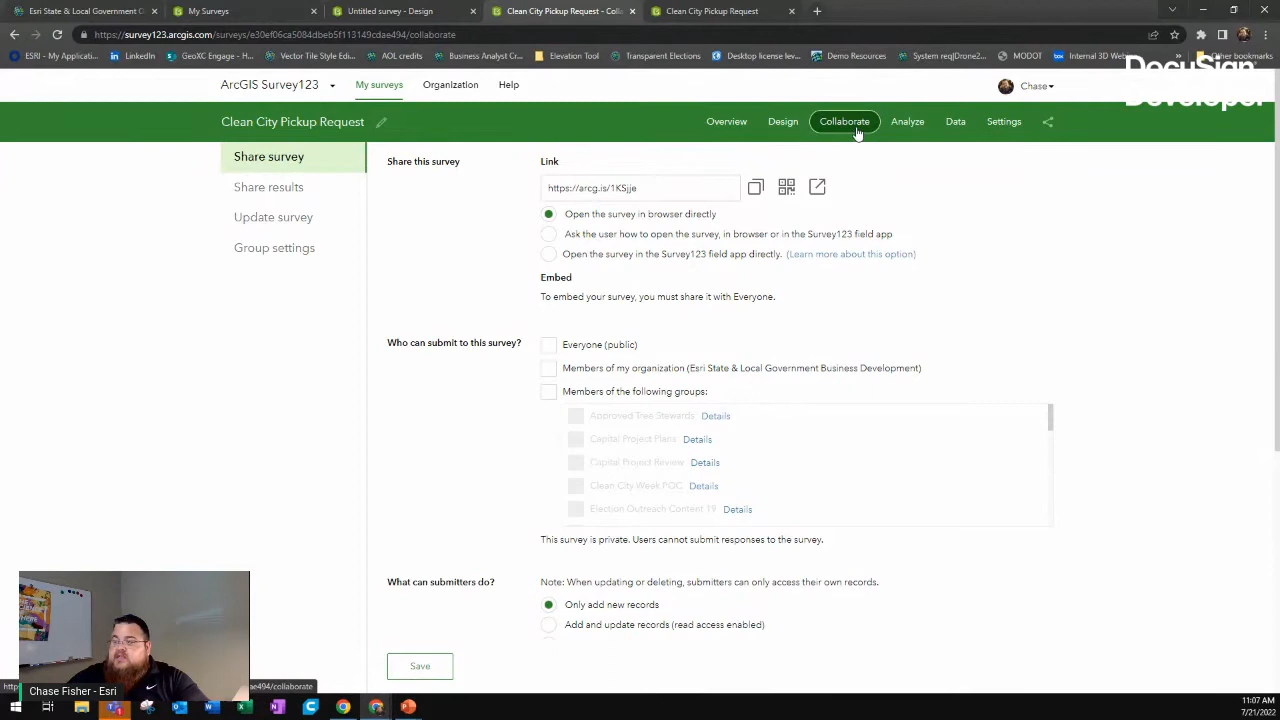 Esri State & Local Government
My Surveys
Untitled survey - Design
Clean City Pickup Request - Colla
Clean City Pickup Request
https://survey123.arcgis.com/surveys/e30ef06ca5084dbeb5f113149cdae494/collaborate
ESRI - My Applicati...
LinkedIn
GeoXC Engagement -...
Vector Tile Style Edi...
AOL credits
Business Analyst Cr...
Elevation Tool
Transparent Elections
Desktop license lev...
Demo Resources
System req|Drone2...
MODOT
Internal 3D Webin...
Other bookmarks
DocuSign
Developer
ArcGIS Survey123
My surveys
Organization
Help
Chase
Clean City Pickup Request
Overview
Design
Collaborate
Analyze
Data
Settings
Share survey
Share results
Update survey
Group settings
Share this survey
Link
https://arcg.is/1KSjje
Open the survey in browser directly
Ask the user how to open the survey, in browser or in the Survey123 field app
Open the survey in the Survey123 field app directly. (Learn more about this option)
Embed
To embed your survey, you must share it with Everyone.
Who can submit to this survey?
Everyone (public)
Members of my organization (Esri State & Local Government Business Development)
Members of the following groups:
Approved Tree Stewards Details
Capital Project Plans Details
Capital Project Review Details
Clean City Week POC Details
Election Outreach Content 19 Details
This survey is private. Users cannot submit responses to the survey.
What can submitters do?
Note: When updating or deleting, submitters can only access their own records.
Only add new records
Add and update records (read access enabled)
Save
Chase Fisher - Esri
ae494/collaborate
11:07 AM
7/21/2022